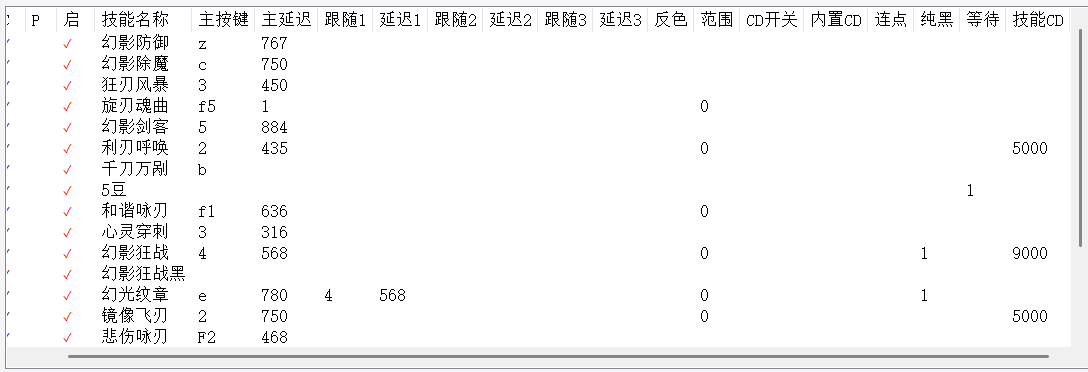 P 启 技能名称 主按键 主延迟 跟随1 延迟1 跟随2 延迟2 跟随3 延迟3 反色 范围 CD开关 内置CD 连点 纯黑 等待 技能CD
✓ 幻影防御 z 767
✓ 幻影除魔 c 750
✓ 狂刃风暴 3 450
✓ 旋刃魂曲 f5 1 0
✓ 幻影剑客 5 884
✓ 利刃呼唤 2 435 0 5000
✓ 千刀万剐 b
✓ 5豆 1
✓ 和谐咏刃 f1 636 0
✓ 心灵穿刺 3 316
✓ 幻影狂战 4 568 0 1 9000
✓ 幻影狂战黑
✓ 幻光纹章 e 780 4 568 0 1
✓ 镜像飞刃 2 750 0 5000
✓ 悲伤咏刃 F2 468